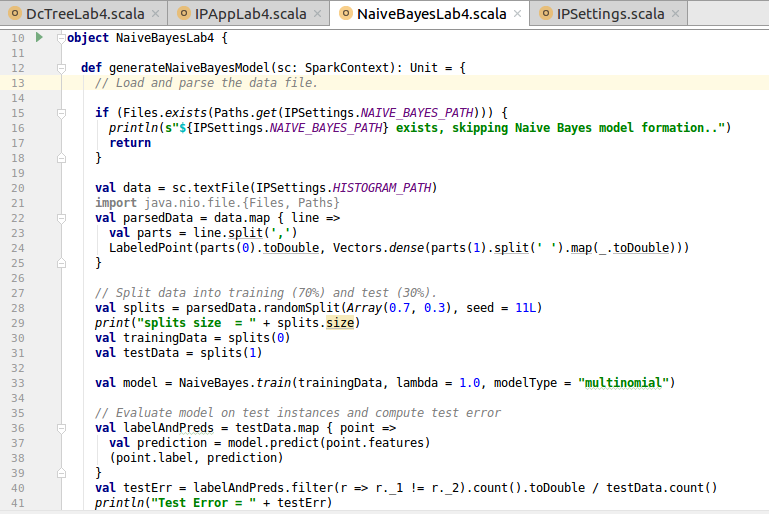 DcTreeLab4.scala IPAppLab4.scala NaiveBayesLab4.scala IPSettings.scala
10 object NaiveBayesLab4 {
11
12 def generateNaiveBayesModel(sc: SparkContext): Unit = {
13 // Load and parse the data file.
14
15 if (Files.exists(Paths.get(IPSettings.NAIVE_BAYES_PATH))) {
16 println(s"${IPSettings.NAIVE_BAYES_PATH} exists, skipping Naive Bayes model formation..")
17 return
18 }
19
20 val data = sc.textFile(IPSettings.HISTOGRAM_PATH)
21 import java.nio.file.{Files, Paths}
22 val parsedData = data.map { line =>
23 val parts = line.split(',')
24 LabeledPoint(parts(0).toDouble, Vectors.dense(parts(1).split(' ').map(_.toDouble)))
25 }
26
27 // Split data into training (70%) and test (30%).
28 val splits = parsedData.randomSplit(Array(0.7, 0.3), seed = 11L)
29 print("splits size  = " + splits.size)
30 val trainingData = splits(0)
31 val testData = splits(1)
32
33 val model = NaiveBayes.train(trainingData, lambda = 1.0, modelType = "multinomial")
34
35 // Evaluate model on test instances and compute test error
36 val labelAndPreds = testData.map { point =>
37 val prediction = model.predict(point.features)
38 (point.label, prediction)
39 }
40 val testErr = labelAndPreds.filter(r => r._1 != r._2).count().toDouble / testData.count()
41 println("Test Error = " + testErr)